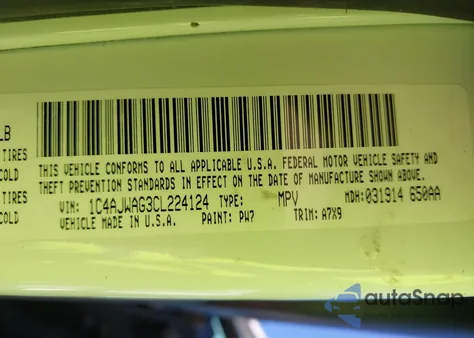 LB
TIRES
COLD
TIRES
COLD
THIS VEHICLE CONFORMS TO ALL APPLICABLE U.S.A. FEDERAL MOTOR VEHICLE SAFETY AND
THEFT PREVENTION STANDARDS IN EFFECT ON THE DATE OF MANUFACTURE SHOWN ABOVE.
VIN: 1C4AJWAG3CL224124 TYPE: MPV MDH: 031914 650AA
VEHICLE MADE IN U.S.A. PAINT: PW7 TRIM: A7X9
autoSnap